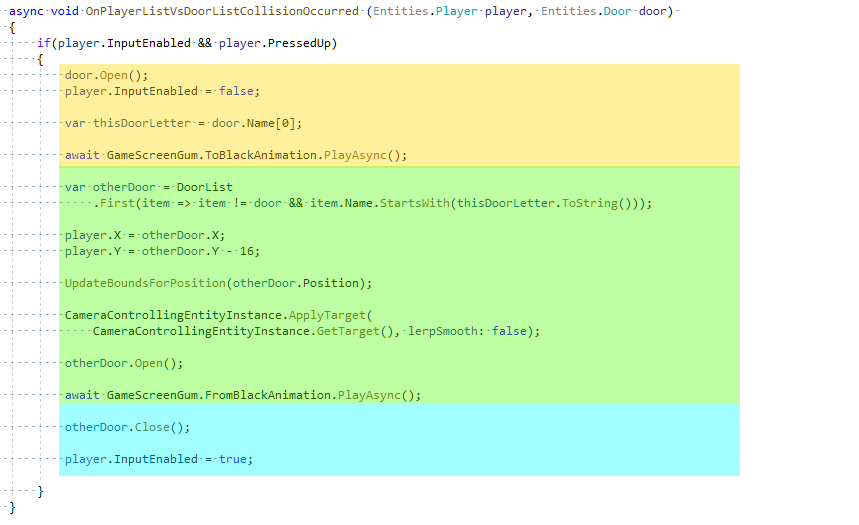 async void OnPlayerListVsDoorListCollisionOccurred (Entities.Player player, Entities.Door door)
{
if(player.InputEnabled && player.PressedUp)
{
door.Open();
player.InputEnabled = false;
var thisDoorLetter = door.Name[0];
await GameScreenGum.ToBlackAnimation.PlayAsync();
var otherDoor = DoorList
.First(item => item != door && item.Name.StartsWith(thisDoorLetter.ToString()));
player.X = otherDoor.X;
player.Y = otherDoor.Y - 16;
UpdateBoundsForPosition(otherDoor.Position);
CameraControllingEntityInstance.ApplyTarget(
CameraControllingEntityInstance.GetTarget(), lerpSmooth: false);
otherDoor.Open();
await GameScreenGum.FromBlackAnimation.PlayAsync();
otherDoor.Close();
player.InputEnabled = true;
}
}